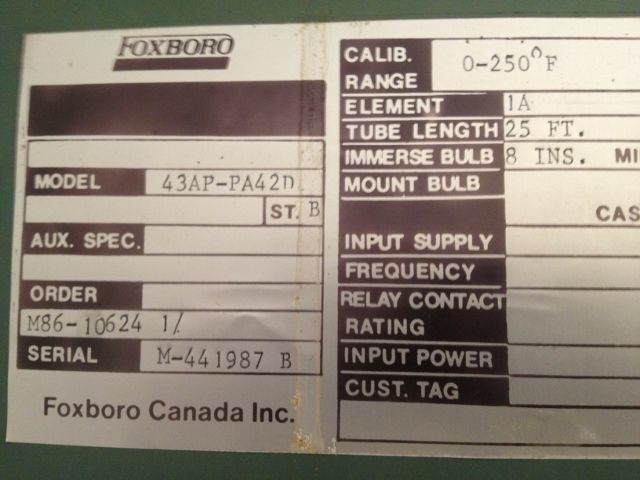 FOXBORO
MODEL 43AP-PA42D
ST. B
AUX. SPEC.
ORDER
M86-10624 1/
SERIAL M-441987 B
Foxboro Canada Inc.
CALIB. RANGE 0-250°F
ELEMENT 1A
TUBE LENGTH 25 FT.
IMMERSE BULB 8 INS.
MOUNT BULB
CAS
INPUT SUPPLY
FREQUENCY
RELAY CONTACT
RATING
INPUT POWER
CUST. TAG